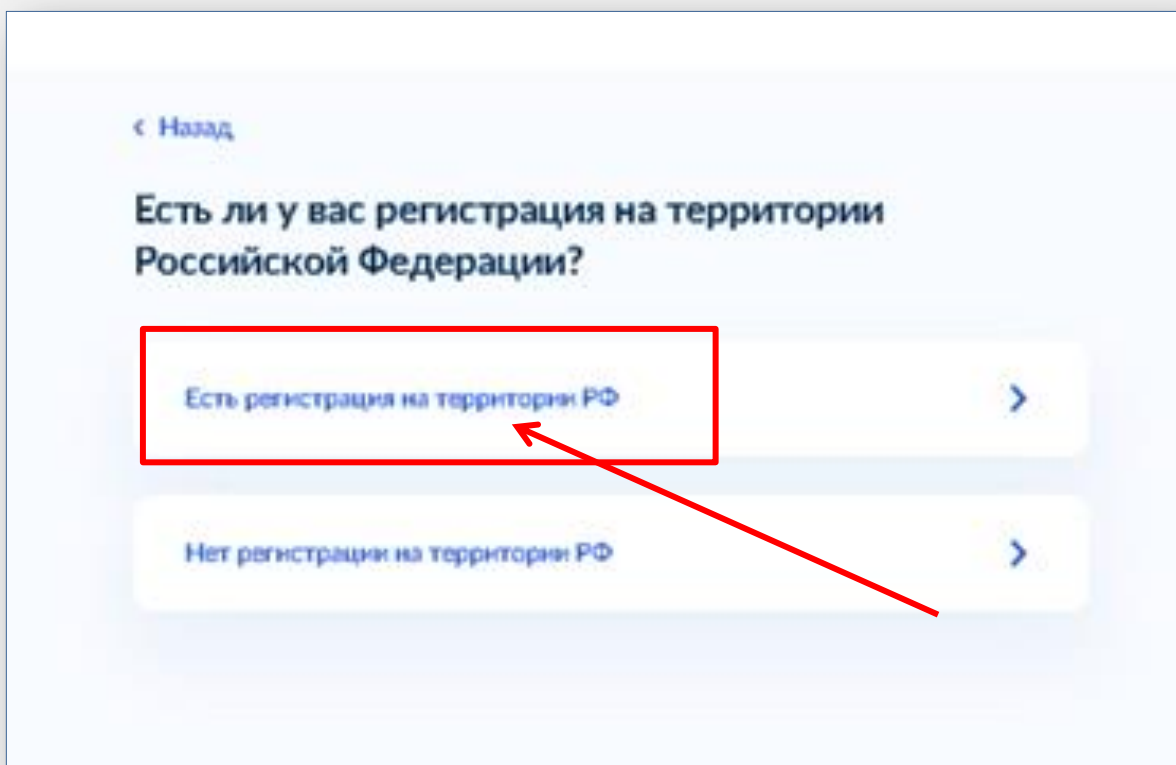 Назад
Есть ли у вас регистрация на территории
Российской Федерации?
Есть регистрация на территории РФ
Нет регистрации на территории РФ